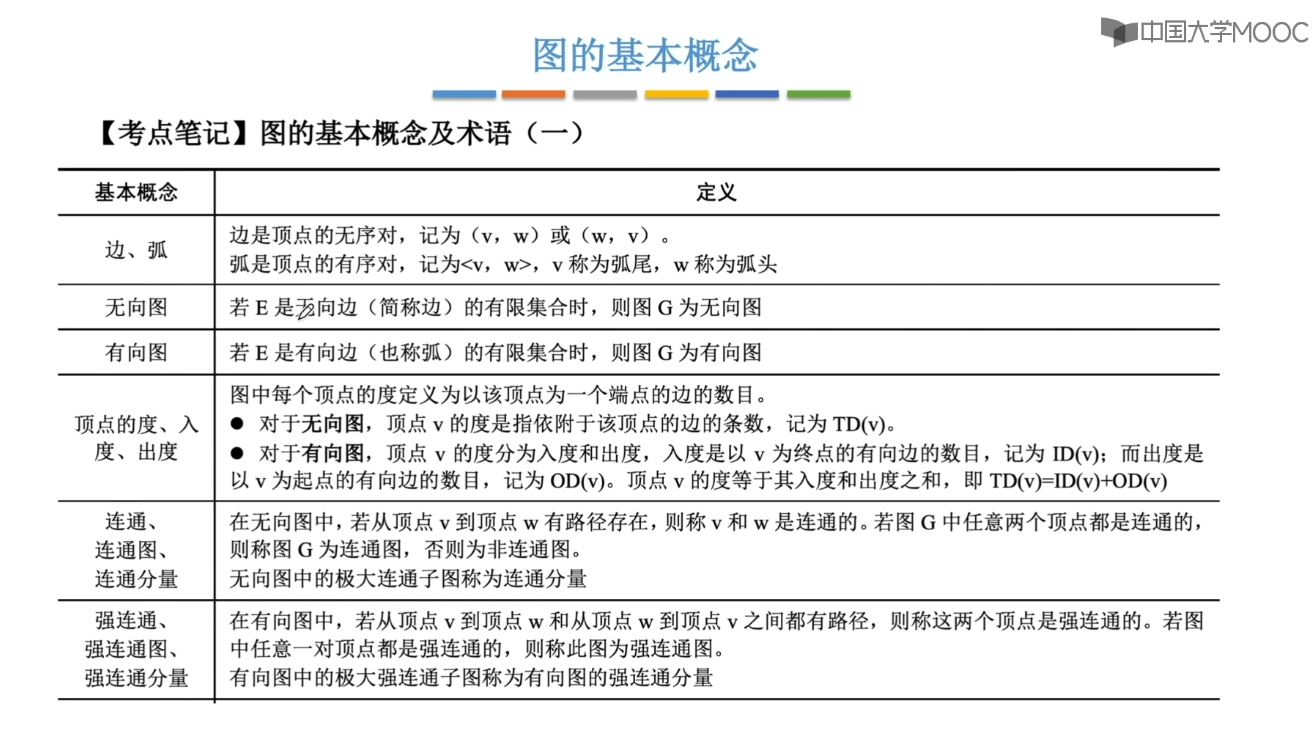 中国大学MOOC
图的基本概念
【考点笔记】图的基本概念及术语（一）
基本概念
定义
边、弧
边是顶点的无序对，记为（v，w）或（w，v）。
弧是顶点的有序对，记为<v，w>，v 称为弧尾，w 称为弧头
无向图
若 E 是无向边（简称边）的有限集合时，则图 G 为无向图
有向图
若 E 是有向边（也称弧）的有限集合时，则图 G 为有向图
顶点的度、入
度、出度
图中每个顶点的度定义为以该顶点为一个端点的边的数目。
● 对于无向图，顶点 v 的度是指依附于该顶点的边的条数，记为 TD(v)。
● 对于有向图，顶点 v 的度分为入度和出度，入度是以 v 为终点的有向边的数目，记为 ID(v)；而出度是
以 v 为起点的有向边的数目，记为 OD(v)。顶点 v 的度等于其入度和出度之和，即 TD(v)=ID(v)+OD(v)
连通、
连通图、
连通分量
在无向图中，若从顶点 v 到顶点 w 有路径存在，则称 v 和 w 是连通的。若图 G 中任意两个顶点都是连通的，
则称图 G 为连通图，否则为非连通图。
无向图中的极大连通子图称为连通分量
强连通、
强连通图、
强连通分量
在有向图中，若从顶点 v 到顶点 w 和从顶点 w 到顶点 v 之间都有路径，则称这两个顶点是强连通的。若图
中任意一对顶点都是强连通的，则称此图为强连通图。
有向图中的极大强连通子图称为有向图的强连通分量